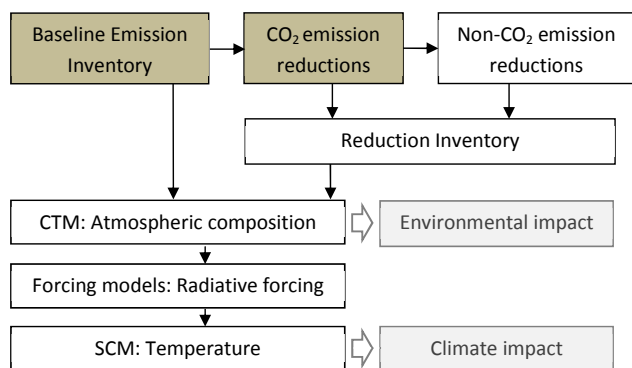 Baseline Emission
Inventory
CO₂ emission
reductions
Non-CO₂ emission
reductions
Reduction Inventory
CTM: Atmospheric composition
Environmental impact
Forcing models: Radiative forcing
SCM: Temperature
Climate impact